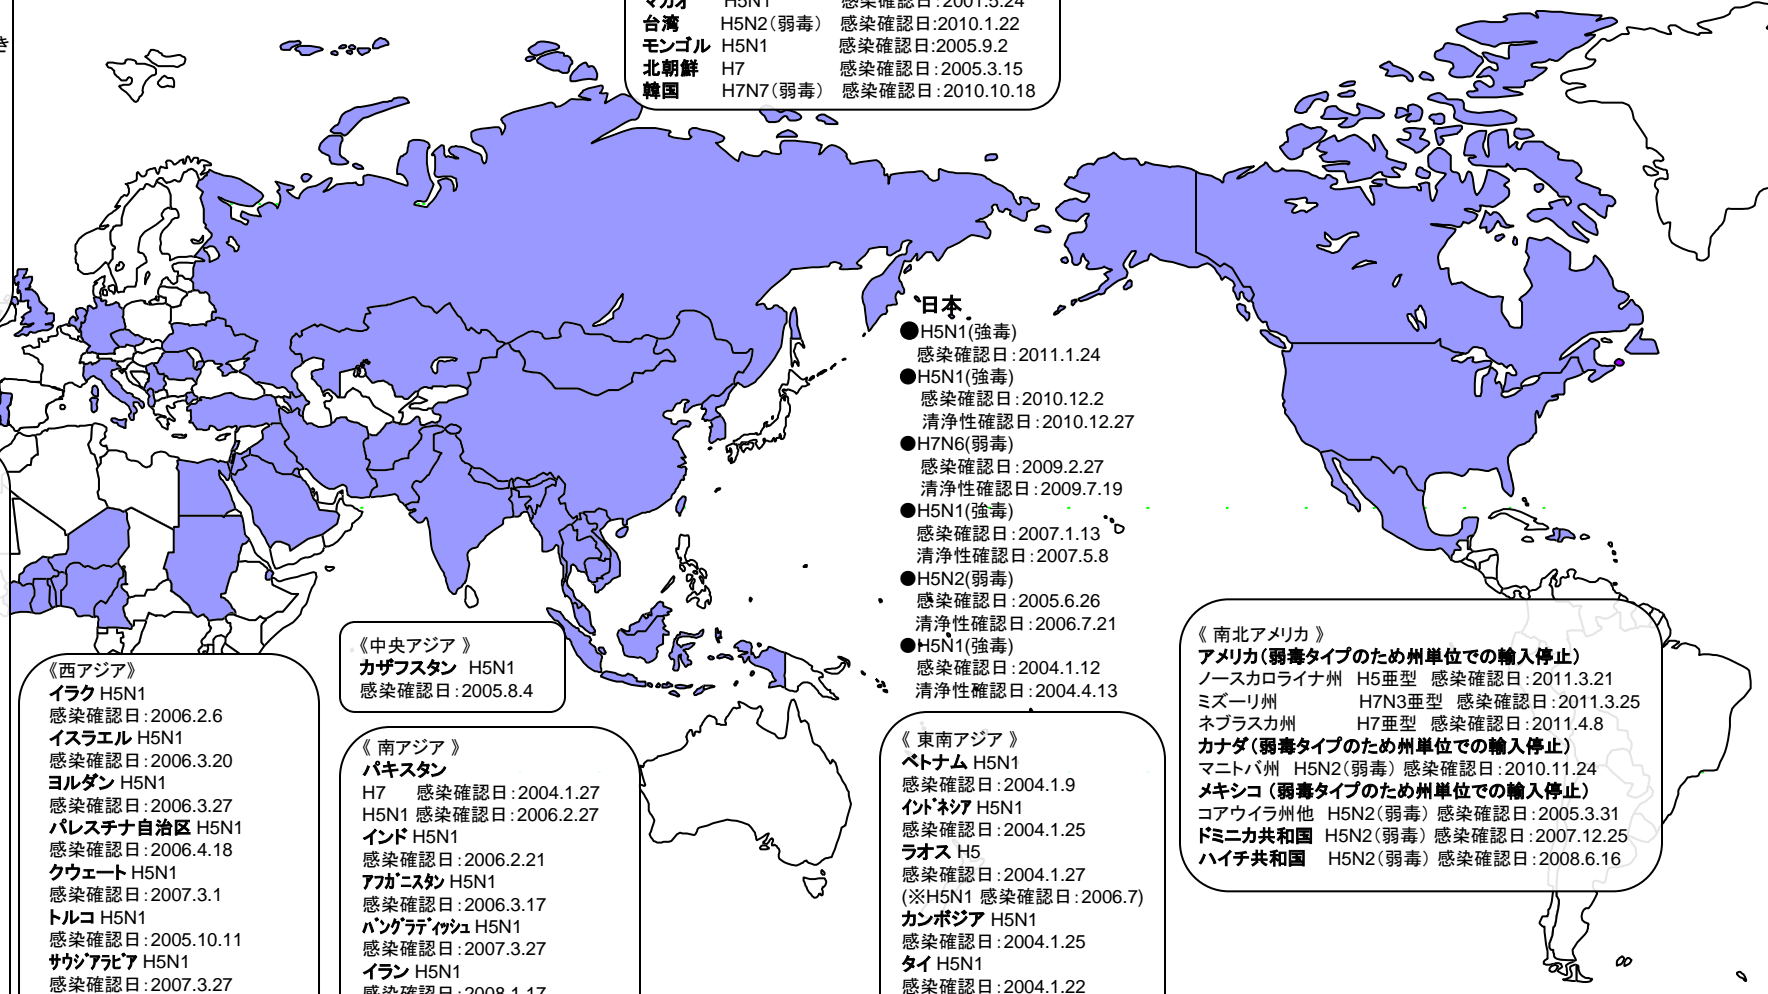 マカオ H5N1 感染確認日:2001.5.24
台湾 H5N2(弱毒) 感染確認日:2010.1.22
モンゴル H5N1 感染確認日:2005.9.2
北朝鮮 H7 感染確認日:2005.3.15
韓国 H7N7(弱毒) 感染確認日:2010.10.18
日本
●H5N1(強毒)
感染確認日:2011.1.24
●H5N1(強毒)
感染確認日:2010.12.2
清浄性確認日:2010.12.27
●H7N6(弱毒)
感染確認日:2009.2.27
清浄性確認日:2009.7.19
●H5N1(強毒)
感染確認日:2007.1.13
清浄性確認日:2007.5.8
●H5N2(弱毒)
感染確認日:2005.6.26
清浄性確認日:2006.7.21
●H5N1(強毒)
感染確認日:2004.1.12
清浄性確認日:2004.4.13
《西アジア》
イラク H5N1
感染確認日:2006.2.6
イスラエル H5N1
感染確認日:2006.3.20
ヨルダン H5N1
感染確認日:2006.3.27
パレスチナ自治区 H5N1
感染確認日:2006.4.18
クウェート H5N1
感染確認日:2007.3.1
トルコ H5N1
感染確認日:2005.10.11
サウジアラビア H5N1
感染確認日:2007.3.27
《中央アジア 》
カザフスタン H5N1
感染確認日:2005.8.4
《 南アジア 》
パキスタン
H7 感染確認日:2004.1.27
H5N1 感染確認日:2006.2.27
インド H5N1
感染確認日:2006.2.21
アフガニスタン H5N1
感染確認日:2006.3.17
バングラディッシュ H5N1
感染確認日:2007.3.27
イラン H5N1
感染確認日:2008.1.17
《 東南アジア 》
ベトナム H5N1
感染確認日:2004.1.9
インドネシア H5N1
感染確認日:2004.1.25
ラオス H5
感染確認日:2004.1.27
(※H5N1 感染確認日:2006.7)
カンボジア H5N1
感染確認日:2004.1.25
タイ H5N1
感染確認日:2004.1.22
《 南北アメリカ 》
アメリカ(弱毒タイプのため州単位での輸入停止)
ノースカロライナ州 H5亜型 感染確認日:2011.3.21
ミズーリ州 H7N3亜型 感染確認日:2011.3.25
ネブラスカ州 H7亜型 感染確認日:2011.4.8
カナダ(弱毒タイプのため州単位での輸入停止)
マニトバ州 H5N2(弱毒) 感染確認日:2010.11.24
メキシコ (弱毒タイプのため州単位での輸入停止)
コアウイラ州他 H5N2(弱毒) 感染確認日:2005.3.31
ドミニカ共和国 H5N2(弱毒) 感染確認日:2007.12.25
ハイチ共和国 H5N2(弱毒) 感染確認日:2008.6.16